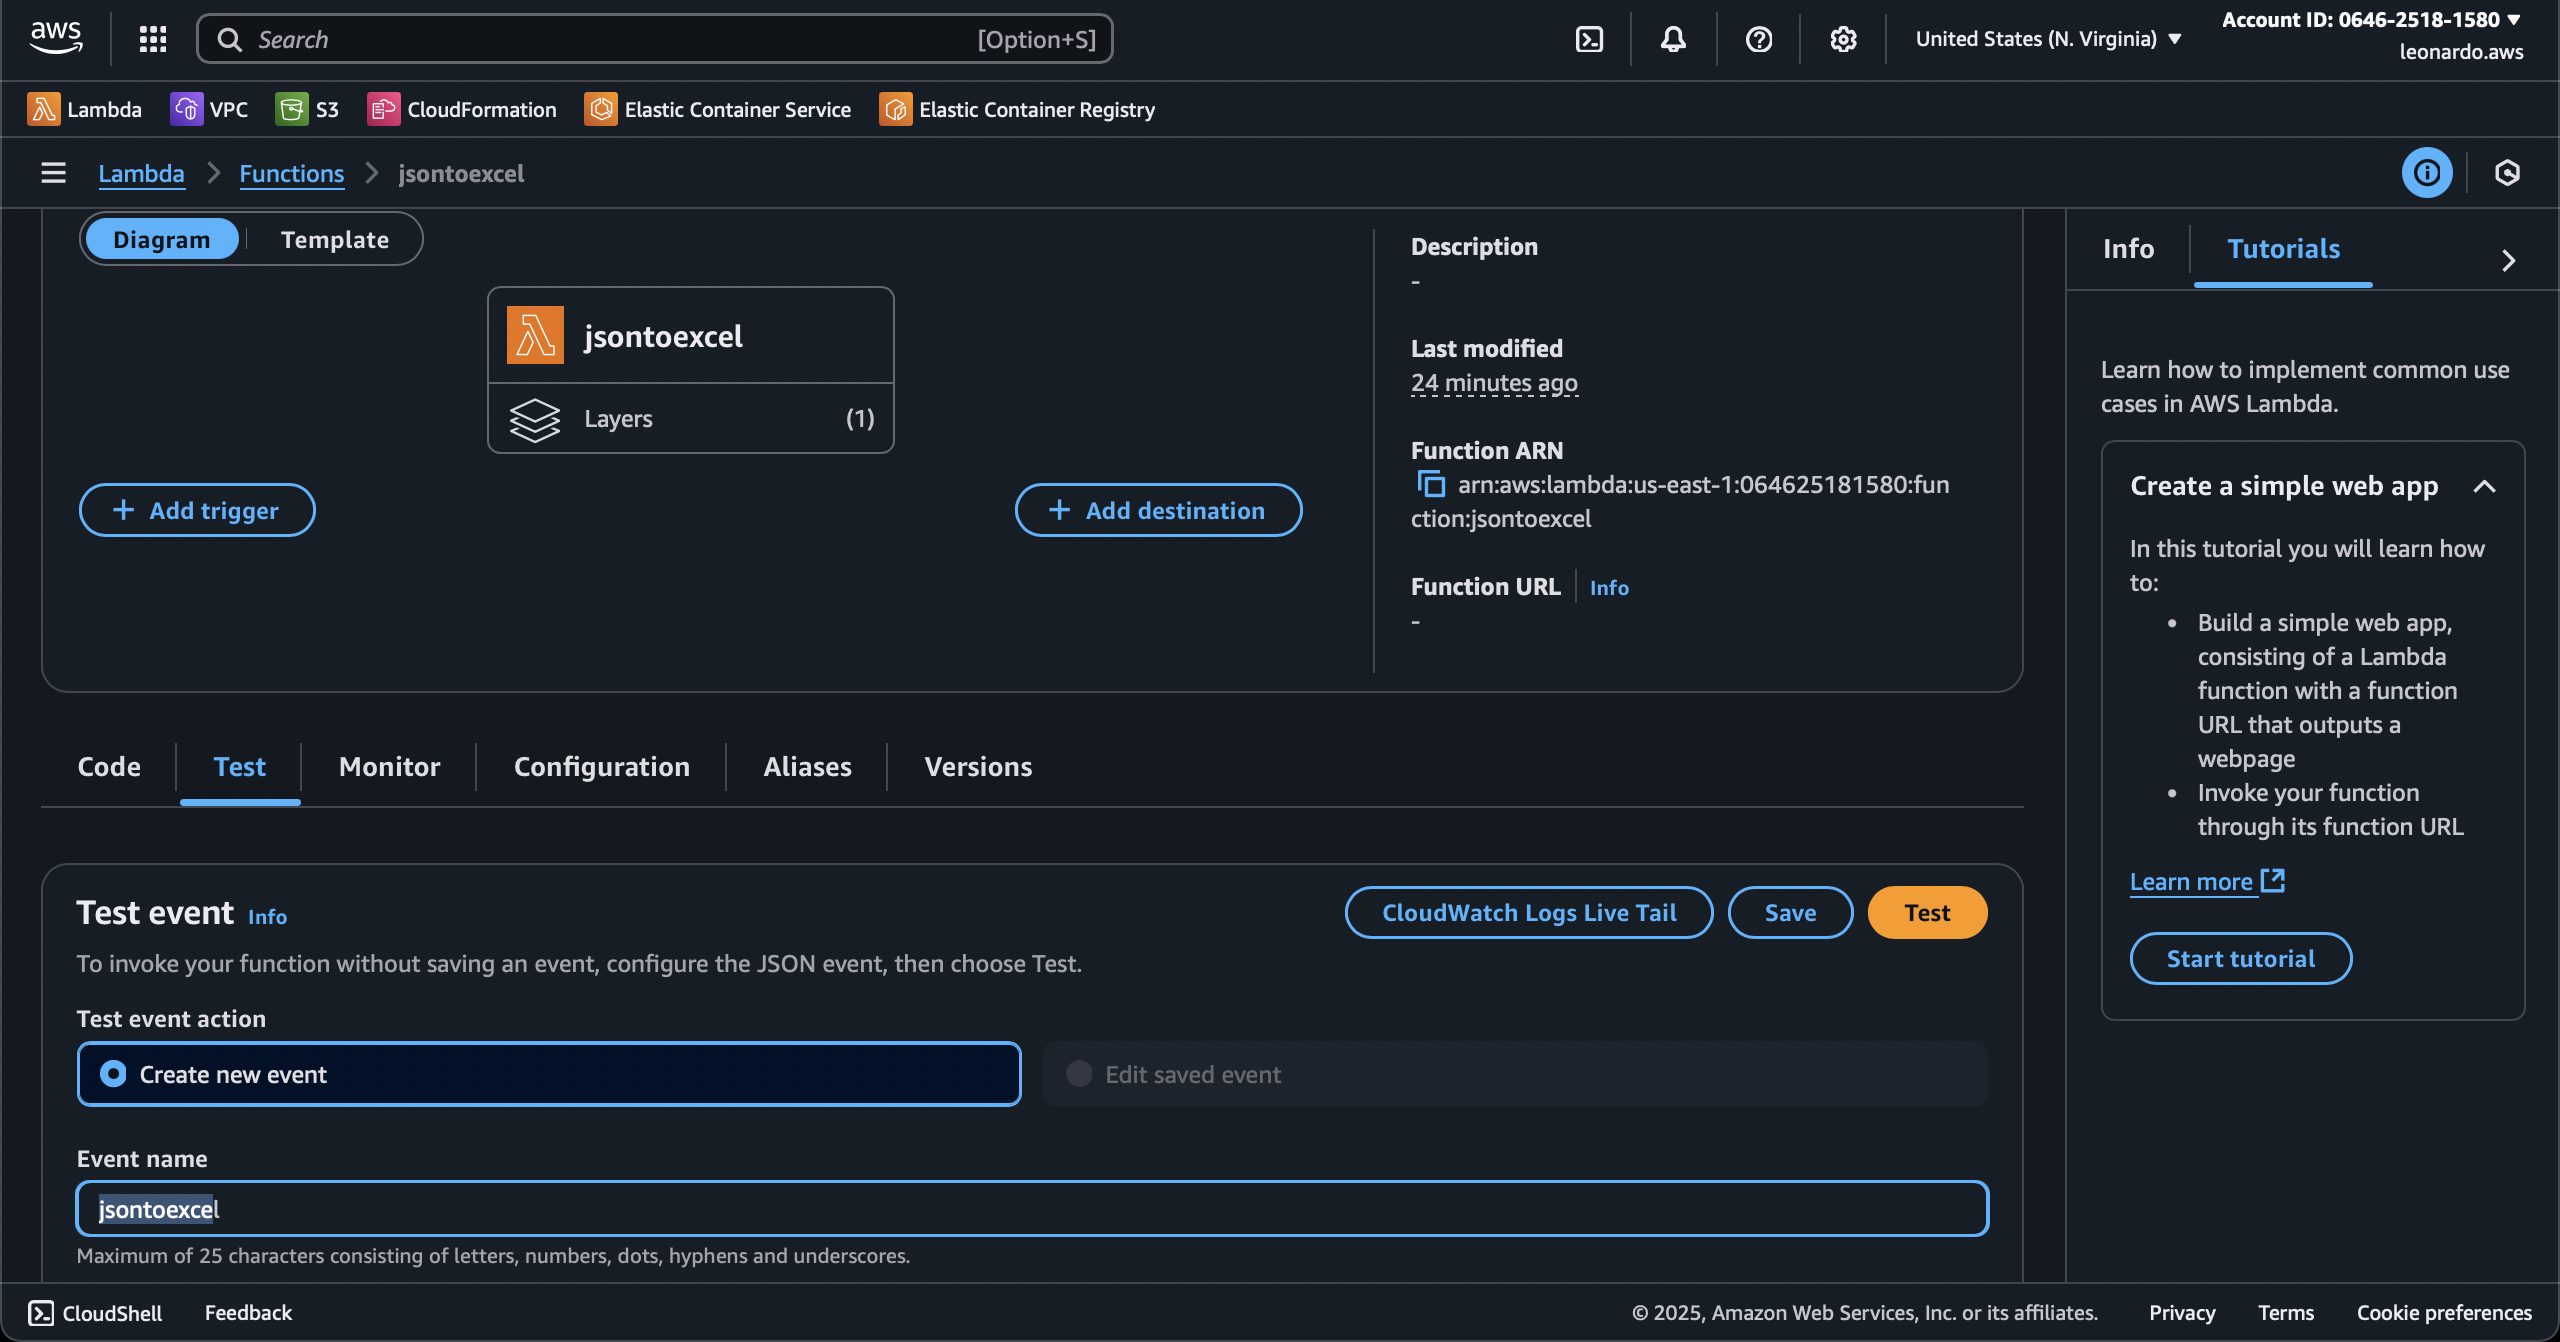 aws
Search [Option+S]
United States (N. Virginia)
Account ID: 0646-2518-1580
leonardo.aws
Lambda VPC S3 CloudFormation Elastic Container Service Elastic Container Registry
Lambda Functions jsontoexcel
Diagram Template
jsontoexcel
Layers (1)
+ Add trigger
+ Add destination
Description
-
Last modified
24 minutes ago
Function ARN
arn:aws:lambda:us-east-1:064625181580:fun
ction:jsontoexcel
Function URL Info
-
Info Tutorials
Learn how to implement common use
cases in AWS Lambda.
Create a simple web app
In this tutorial you will learn how
to:
• Build a simple web app,
consisting of a Lambda
function with a function
URL that outputs a
webpage
• Invoke your function
through its function URL
Learn more
Start tutorial
Code Test Monitor Configuration Aliases Versions
Test event Info
CloudWatch Logs Live Tail Save Test
To invoke your function without saving an event, configure the JSON event, then choose Test.
Test event action
Create new event
Edit saved event
Event name
jsontoexcel
Maximum of 25 characters consisting of letters, numbers, dots, hyphens and underscores.
CloudShell Feedback © 2025, Amazon Web Services, Inc. or its affiliates. Privacy Terms Cookie preferences